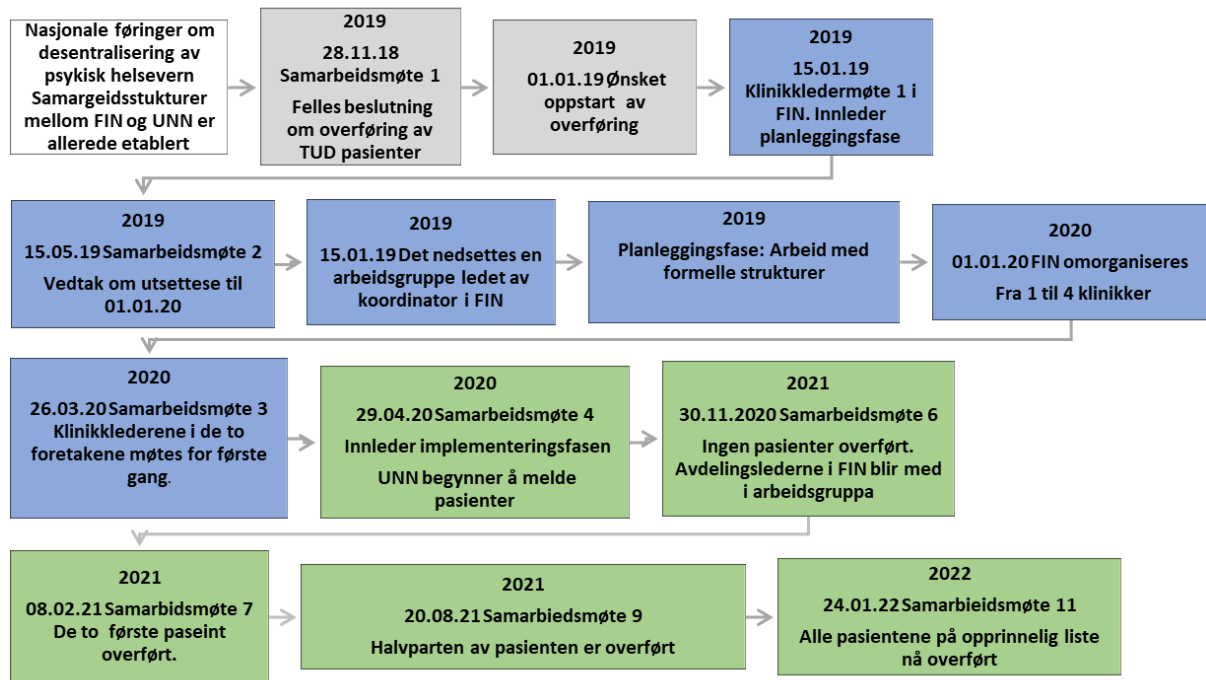 Nasjonale føringer om
desentralisering av
psykisk helsevern
Samargeidsstukturer
mellom FIN og UNN er
allerede etablert
2019
28.11.18
Samarbeidsmøte 1
Felles beslutning
om overføring av
TUD pasienter
2019
01.01.19 Ønsket
oppstart av
overføring
2019
15.01.19
Klinikkledermøte 1 i
FIN. Innleder
planleggingsfase
2019
15.05.19 Samarbeidsmøte 2
Vedtak om utsettese til
01.01.20
2019
15.01.19 Det nedsettes en
arbeidsgruppe ledet av
koordinator i FIN
2019
Planleggingsfase: Arbeid med
formelle strukturer
2020
01.01.20 FIN omorganiseres
Fra 1 til 4 klinikker
2020
26.03.20 Samarbeidsmøte 3
Klinikklederene i de to
foretakene møtes for første
gang.
2020
29.04.20 Samarbeidsmøte 4
Innleder implementeringsfasen
UNN begynner å melde
pasienter
2021
30.11.2020 Samarbeidsmøte 6
Ingen pasienter overført.
Avdelingslederne i FIN blir med
i arbeidsgruppa
2021
08.02.21 Samarbidsmøte 7
De to første paseint
overført.
2021
20.08.21 Samarbiedsmøte 9
Halvparten av pasienten er overført
2022
24.01.22 Samarbieidsmøte 11
Alle pasientene på opprinnelig liste
nå overført